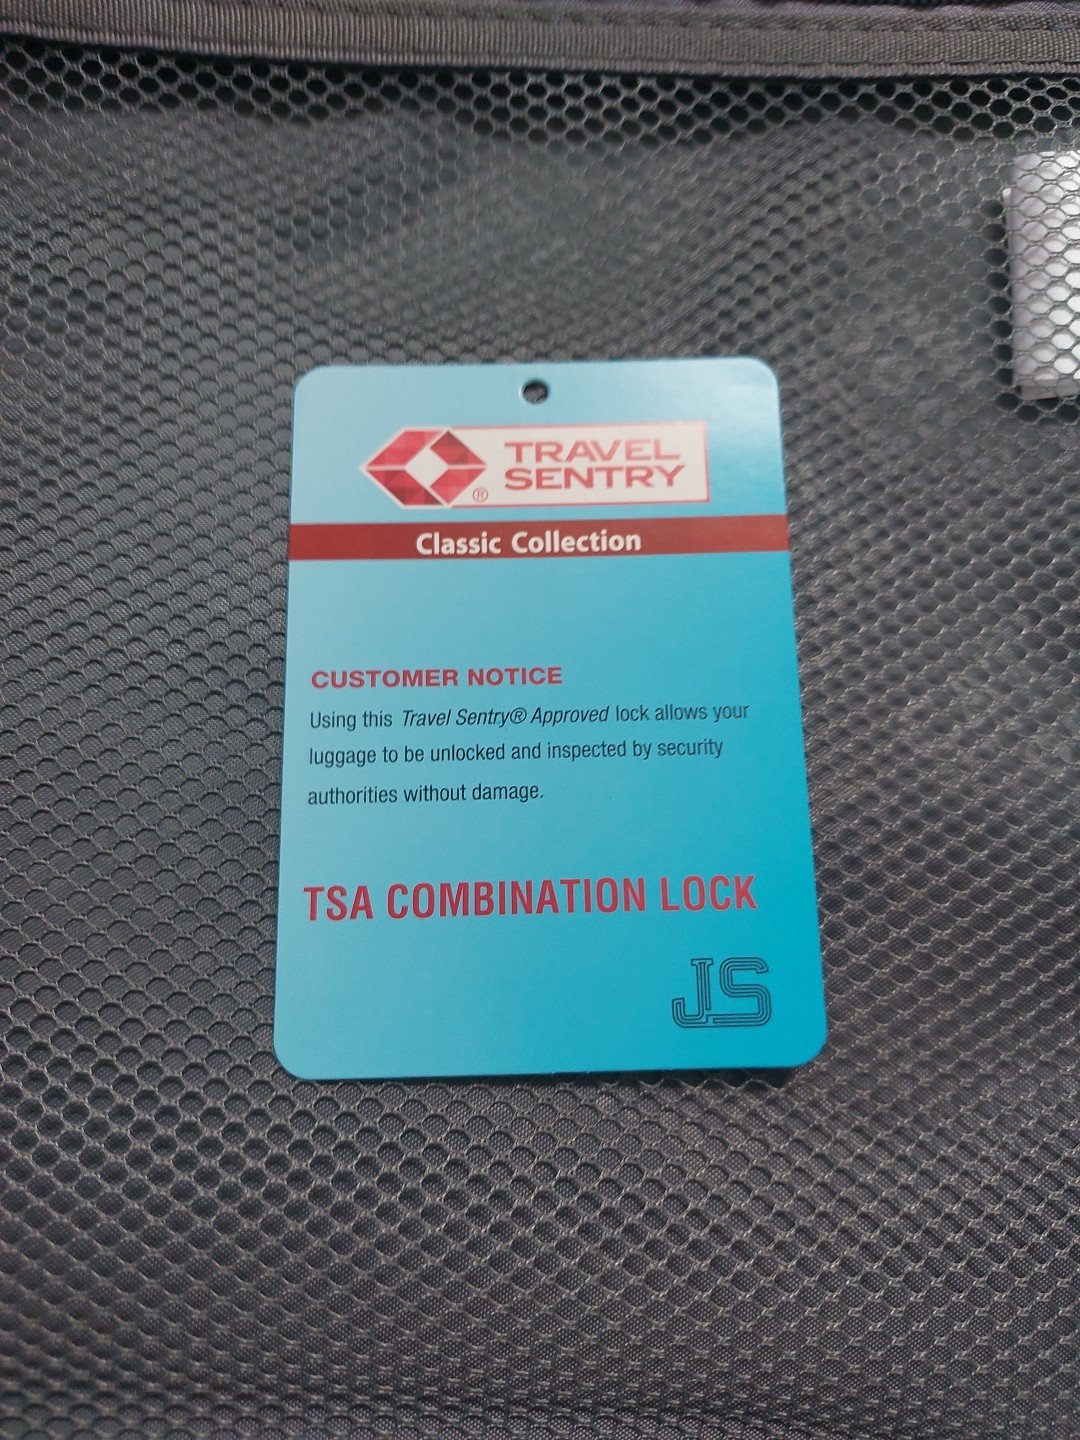 TRAVEL
SENTRY
®
Classic Collection
CUSTOMER NOTICE
Using this Travel Sentry® Approved lock allows your
luggage to be unlocked and inspected by security
authorities without damage.
TSA COMBINATION LOCK
JS